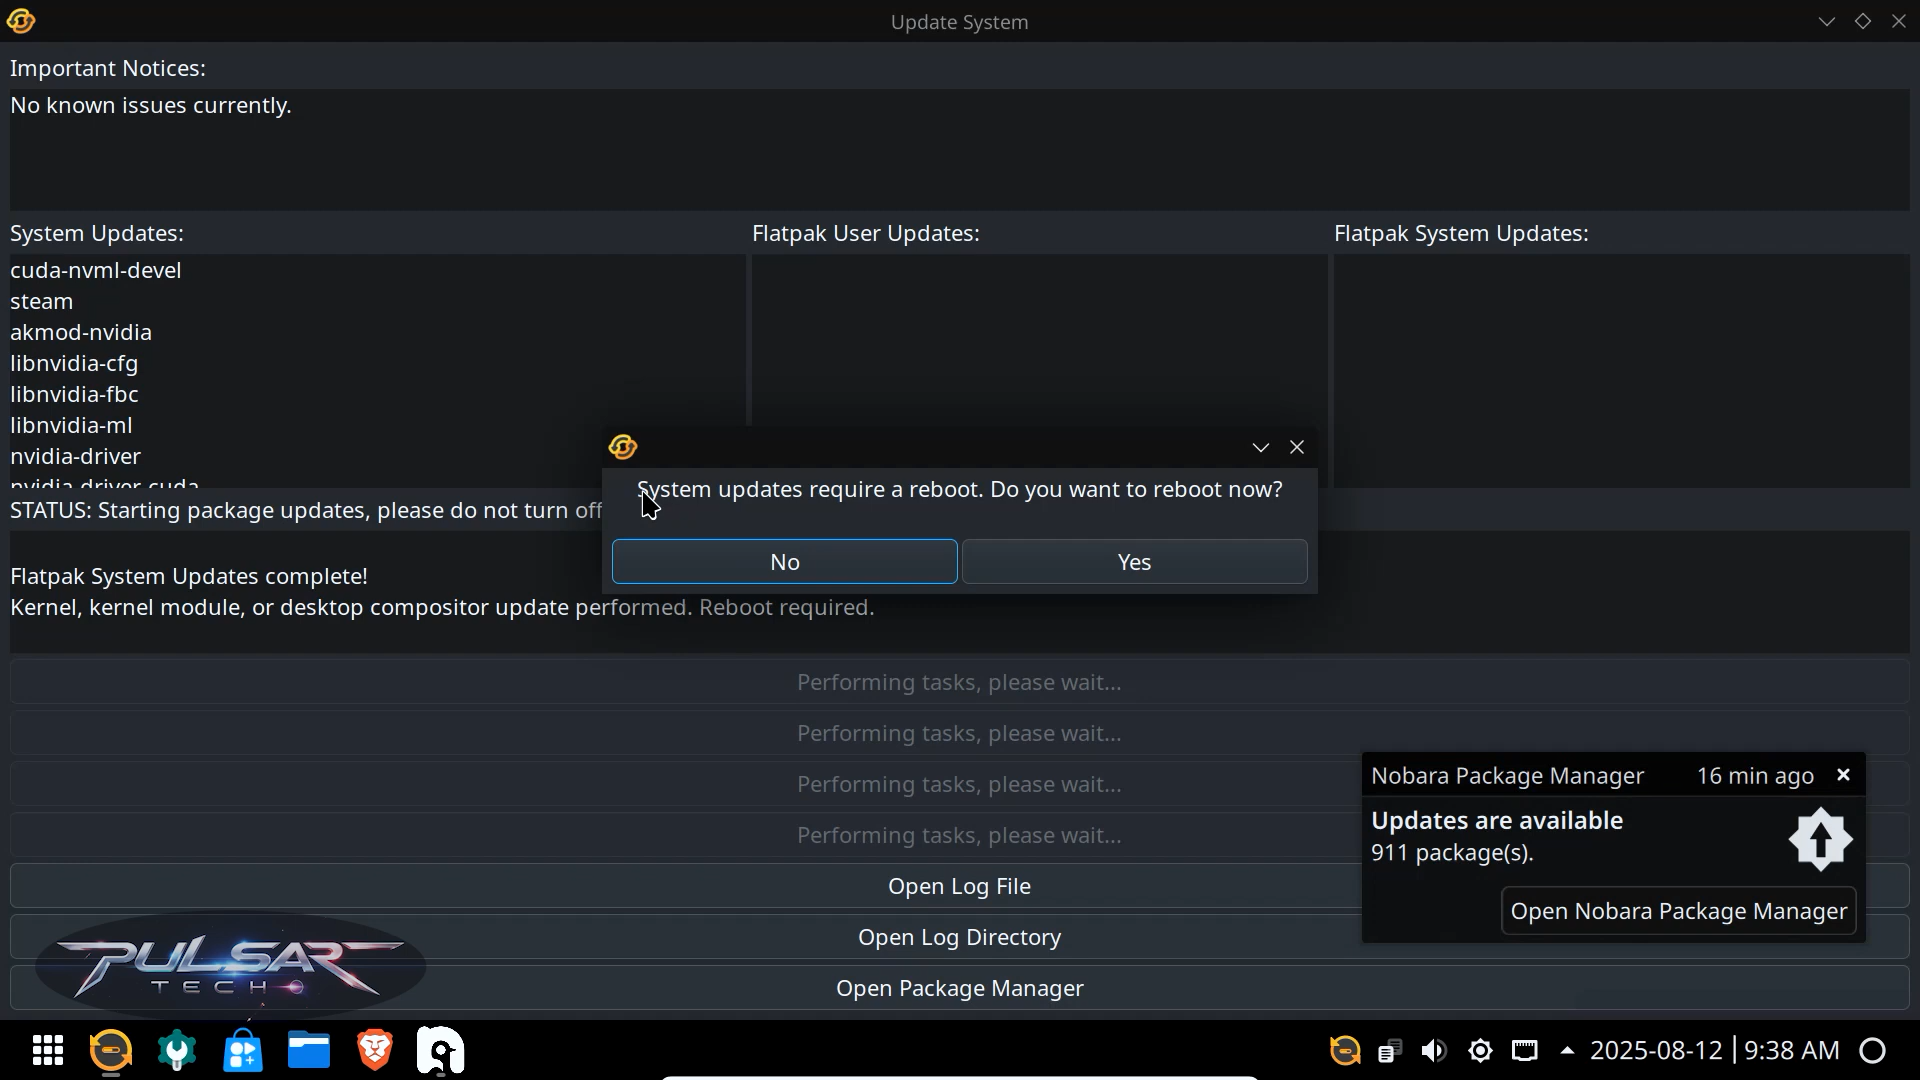 Update System
Important Notices:
No known issues currently.
System Updates:
Flatpak User Updates:
Flatpak System Updates:
cuda-nvml-devel
steam
akmod-nvidia
libnvidia-cfg
libnvidia-fbc
libnvidia-ml
nvidia-driver
nvidia-driver-cuda
System updates require a reboot. Do you want to reboot now?
No
Yes
STATUS: Starting package updates, please do not turn off
Flatpak System Updates complete!
Kernel, kernel module, or desktop compositor update performed. Reboot required.
Performing tasks, please wait...
Performing tasks, please wait...
Performing tasks, please wait...
Performing tasks, please wait...
Open Log File
Open Log Directory
Open Package Manager
Nobara Package Manager 16 min ago
Updates are available
911 package(s).
Open Nobara Package Manager
PULSAR
TECH
2025-08-12 9:38 AM